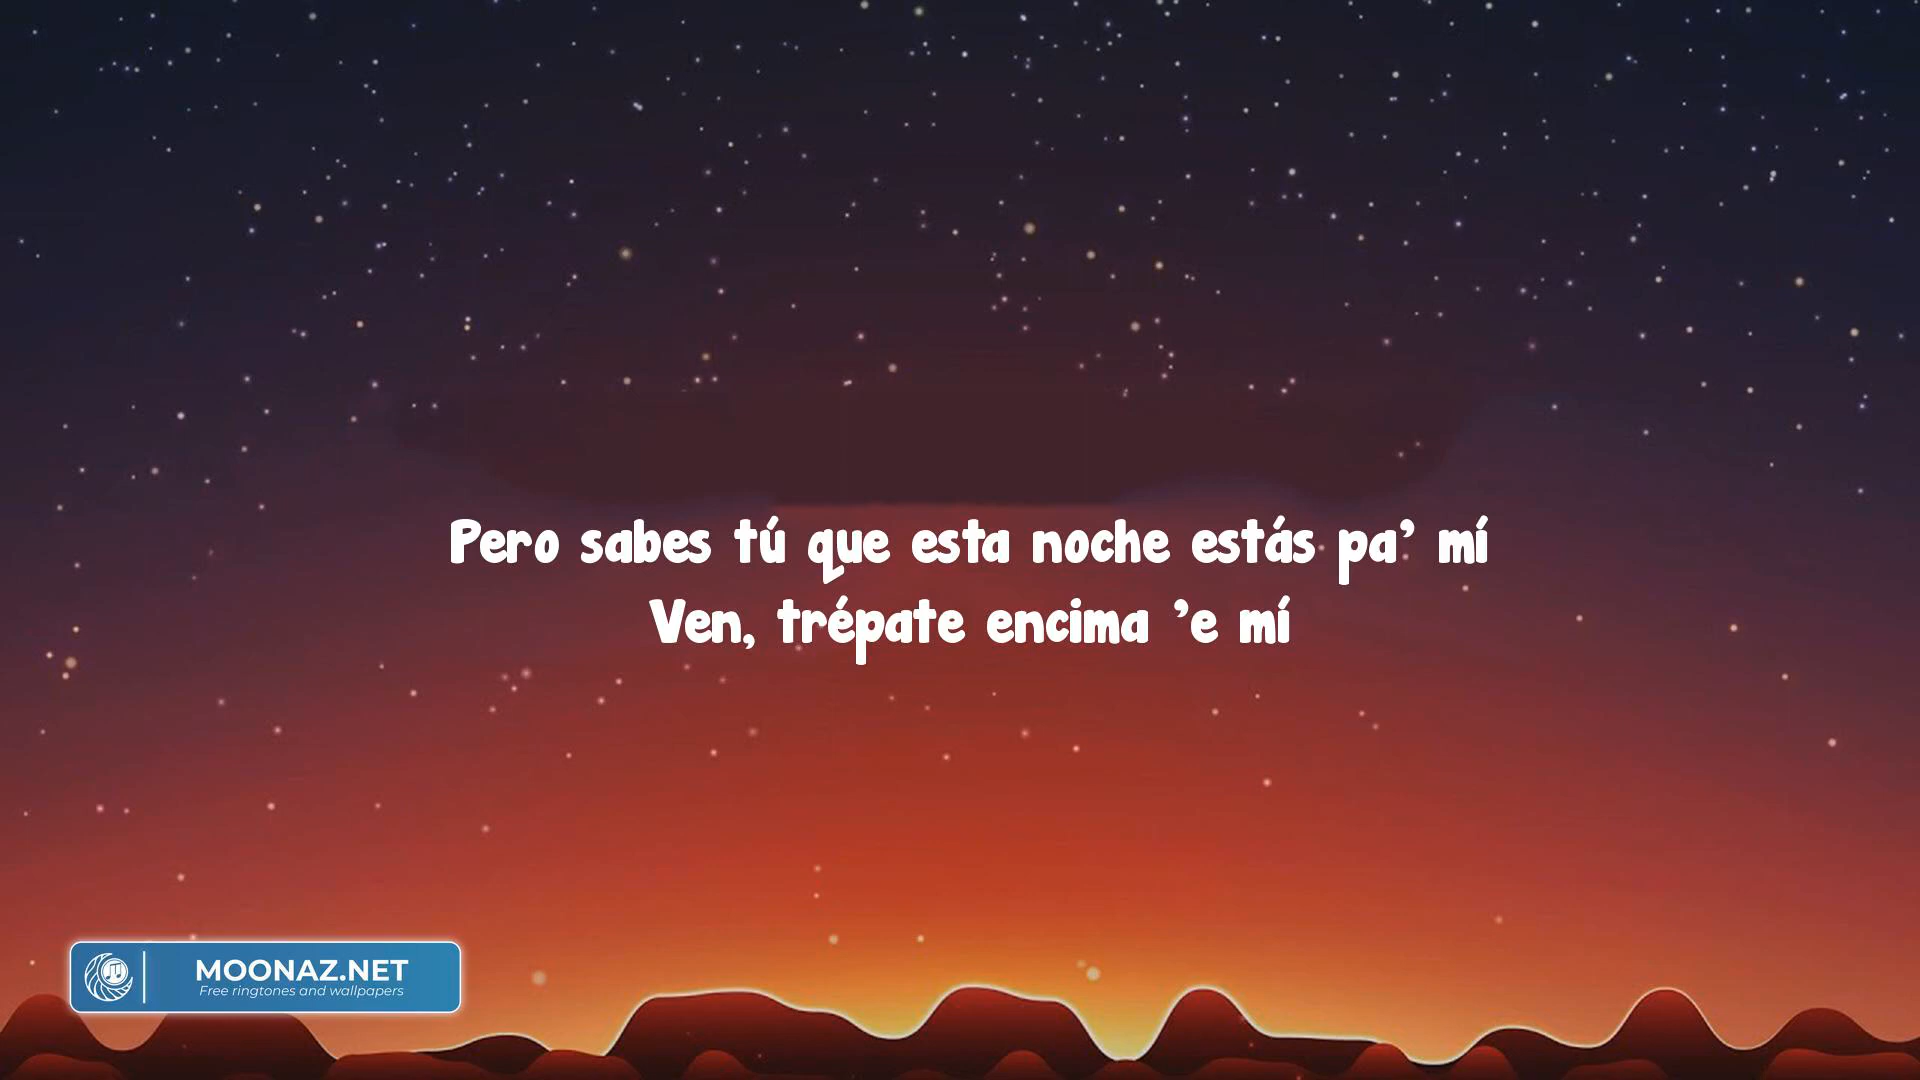 Pero sabes tú que esta noche estás pa’ mí
Ven, trépate encima ’e mí
MOONAZ.NET
Free ringtones and wallpapers